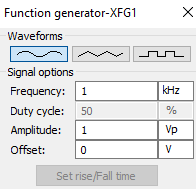 Function generator-XFG1
Waveforms
Signal options
Frequency: 1 kHz
Duty cycle: 50 %
Amplitude: 1 Vp
Offset: 0 V
Set rise/Fall time